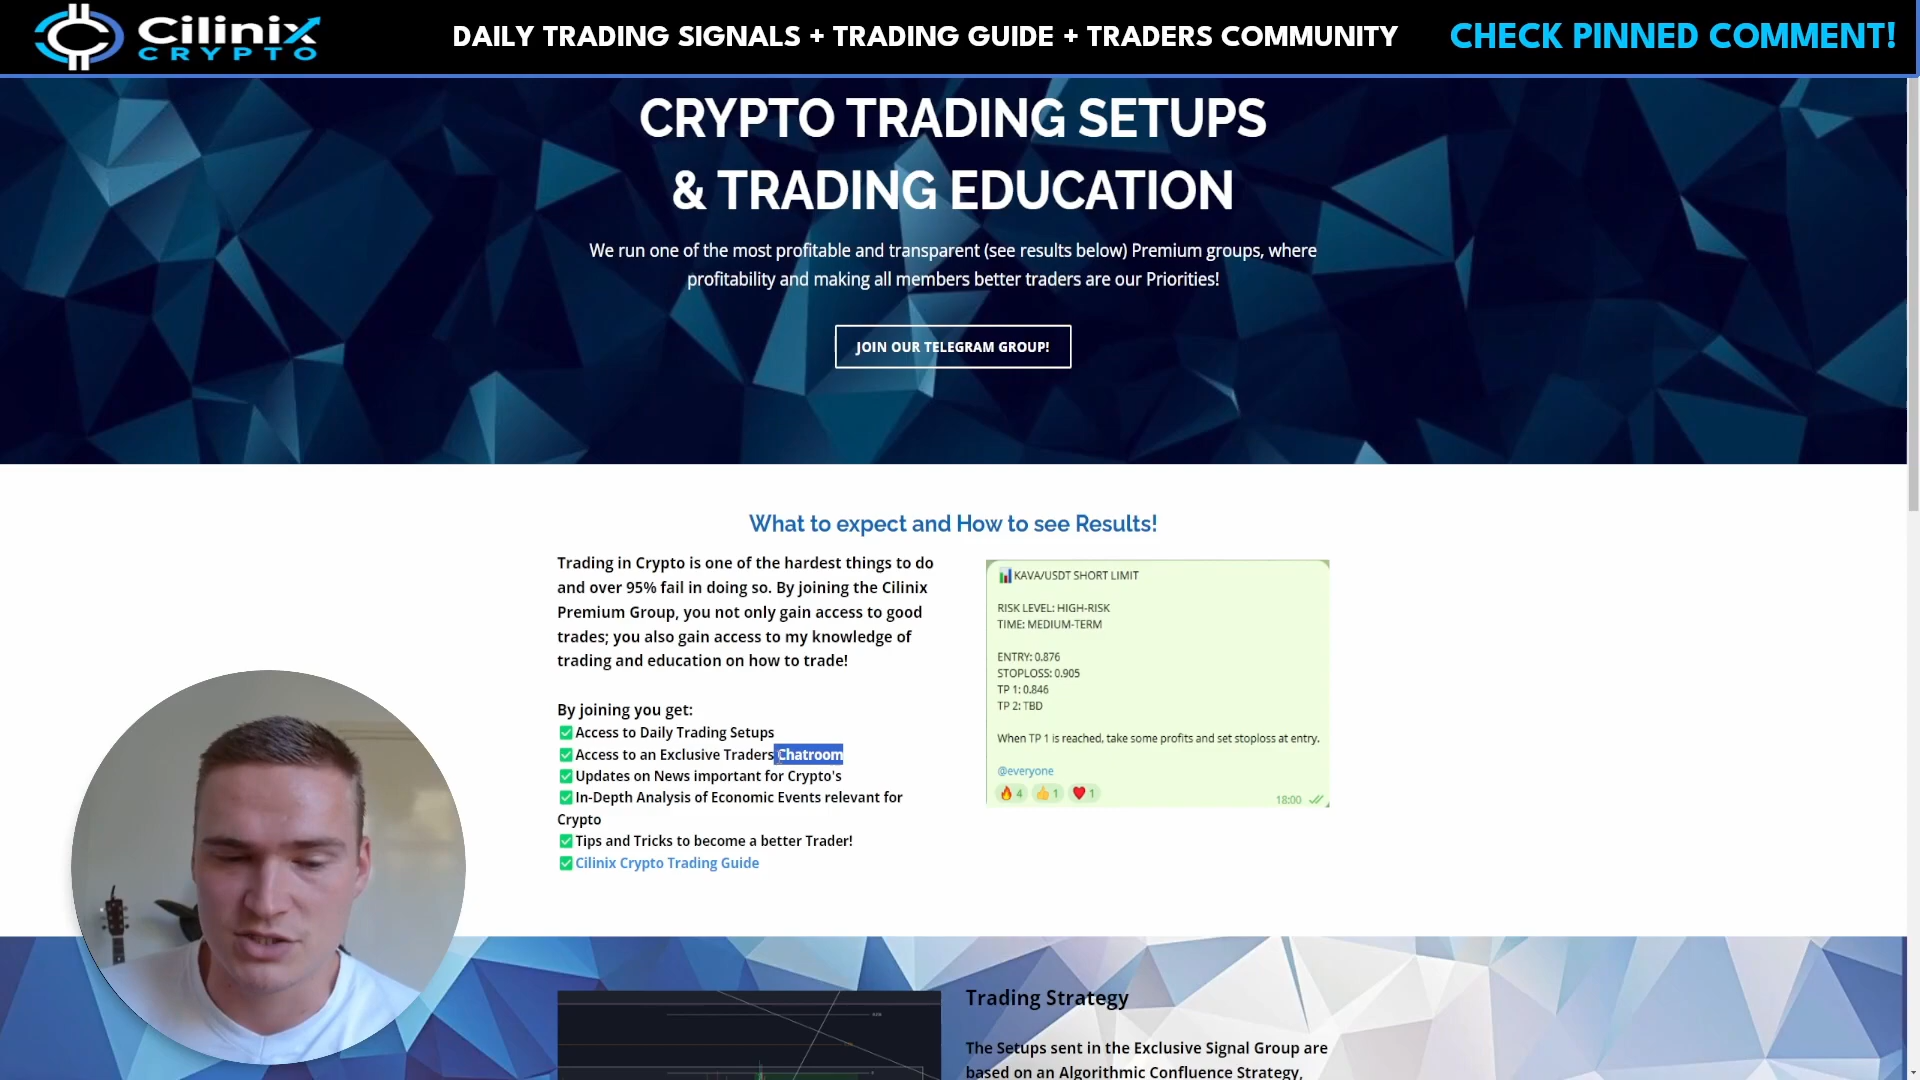 Cilinix
CRYPTO
DAILY TRADING SIGNALS + TRADING GUIDE + TRADERS COMMUNITY
CHECK PINNED COMMENT!
CRYPTO TRADING SETUPS
& TRADING EDUCATION
We run one of the most profitable and transparent (see results below) Premium groups, where
profitability and making all members better traders are our Priorities!
JOIN OUR TELEGRAM GROUP!
What to expect and How to see Results!
Trading in Crypto is one of the hardest things to do
and over 95% fail in doing so. By joining the Cilinix
Premium Group, you not only gain access to good
trades; you also gain access to my knowledge of
trading and education on how to trade!
By joining you get:
✅Access to Daily Trading Setups
✅Access to an Exclusive Traders Chatroom
✅Updates on News important for Crypto's
✅In-Depth Analysis of Economic Events relevant for
Crypto
✅Tips and Tricks to become a better Trader!
✅Cilinix Crypto Trading Guide
📊KAVA/USDT SHORT LIMIT
RISK LEVEL: HIGH-RISK
TIME: MEDIUM-TERM
ENTRY: 0.876
STOPLOSS: 0.905
TP 1: 0.846
TP 2: TBD
When TP 1 is reached, take some profits and set stoploss at entry.
@everyone
🔥 4 👍 1 ❤️ 1
18:00
Trading Strategy
The Setups sent in the Exclusive Signal Group are
based on an Algorithmic Confluence Strategy,